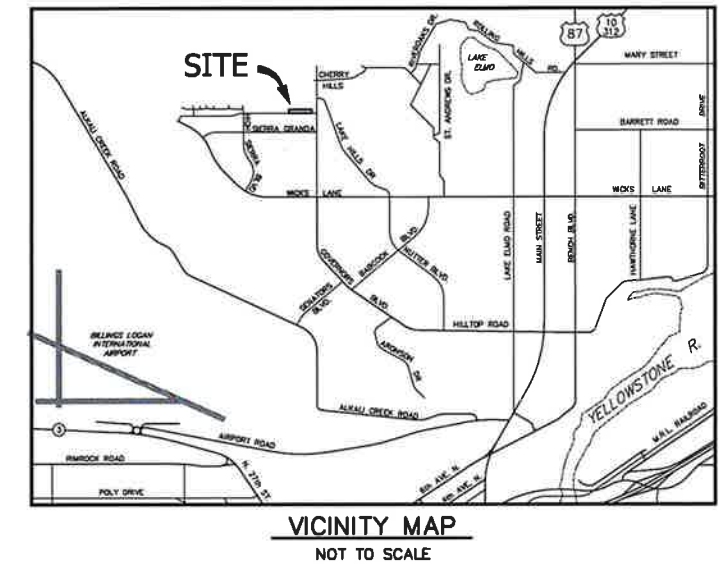 RIVEROAKS DR.
ROLLING
HILLS
RD.
87
10
312
SITE
LAKE
ELMO
MARY STREET
CHERRY
HILLS
ST. ANDREWS DR.
BARRETT ROAD
BITTERROOT DRIVE
ALKALI CREEK ROAD
SIERRA GRANDA
SIERRA
BLVD
LAKE HILLS DR
WICKS LANE
WICKS LANE
LAKE ELMO ROAD
MAIN STREET
BENCH BLVD.
HAWTHORNE LANE
GOVERNORS
BLVD.
BABCOCK
BLVD.
NUTTER BLVD.
SENATORS
BLVD.
HILLTOP ROAD
BILLINGS LOGAN
INTERNATIONAL
AIRPORT
ARONSON
DR
YELLOWSTONE R.
ALKALI CREEK ROAD
M.R.L. RAILROAD
3
AIRPORT ROAD
RIMROCK ROAD
N. 27th ST.
6th AVE. N.
4th AVE. N.
POLY DRIVE
VICINITY MAP
NOT TO SCALE